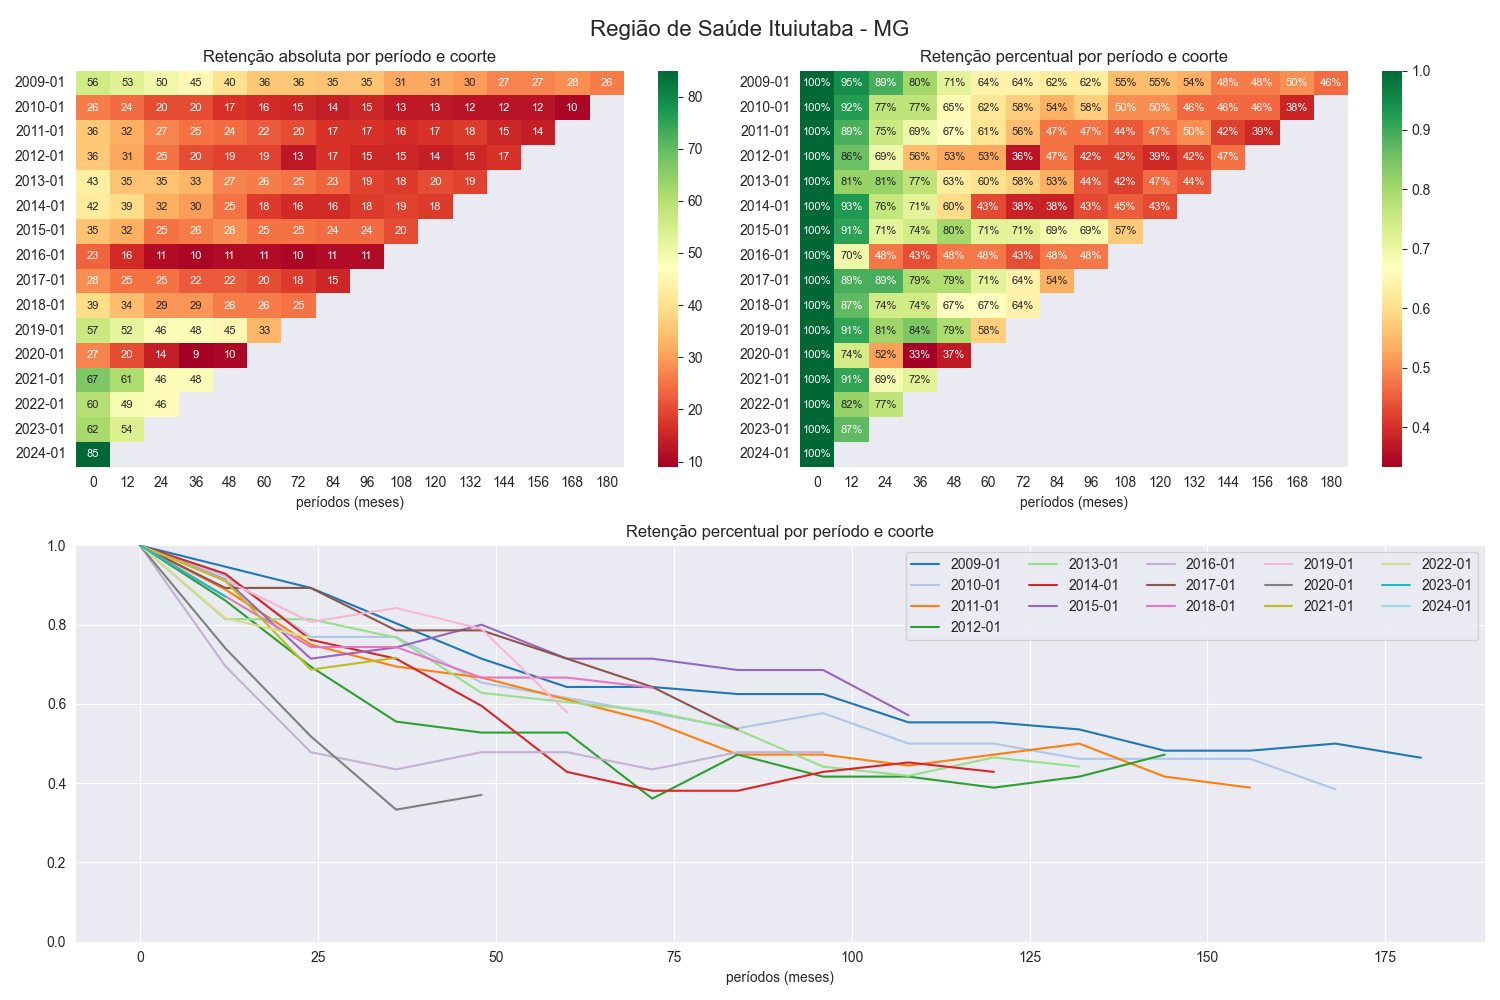 Região de Saúde Ituiutaba - MG
Retenção absoluta por período e coorte
2009-01 56 53 50 45 40 36 36 35 35 31 31 30 27 27 28 26
2010-01 26 24 20 20 17 16 15 14 15 13 13 12 12 12 10
2011-01 36 32 27 25 24 22 20 17 17 16 17 18 15 14
2012-01 36 31 25 20 19 19 13 17 15 15 14 15 17
2013-01 43 35 35 33 27 26 25 23 19 18 20 19
2014-01 42 39 32 30 25 18 16 16 18 19 18
2015-01 35 32 25 26 28 25 25 24 24 20
2016-01 23 16 11 10 11 11 10 11 11
2017-01 28 25 25 22 22 20 18 15
2018-01 39 34 29 29 26 26 25
2019-01 57 52 46 48 45 33
2020-01 27 20 14 9 10
2021-01 67 61 46 48
2022-01 60 49 46
2023-01 62 54
2024-01 85
0 12 24 36 48 60 72 84 96 108 120 132 144 156 168 180
períodos (meses)
80
70
60
50
40
30
20
10
Retenção percentual por período e coorte
2009-01 100% 95% 89% 80% 71% 64% 64% 62% 62% 55% 55% 54% 48% 48% 50% 46%
2010-01 100% 92% 77% 77% 65% 62% 58% 54% 58% 50% 50% 46% 46% 46% 38%
2011-01 100% 89% 75% 69% 67% 61% 56% 47% 47% 44% 47% 50% 42% 39%
2012-01 100% 86% 69% 56% 53% 53% 36% 47% 42% 42% 39% 42% 47%
2013-01 100% 81% 81% 77% 63% 60% 58% 53% 44% 42% 47% 44%
2014-01 100% 93% 76% 71% 60% 43% 38% 38% 43% 45% 43%
2015-01 100% 91% 71% 74% 80% 71% 71% 69% 69% 57%
2016-01 100% 70% 48% 43% 48% 48% 43% 48% 48%
2017-01 100% 89% 89% 79% 79% 71% 64% 54%
2018-01 100% 87% 74% 74% 67% 67% 64%
2019-01 100% 91% 81% 84% 79% 58%
2020-01 100% 74% 52% 33% 37%
2021-01 100% 91% 69% 72%
2022-01 100% 82% 77%
2023-01 100% 87%
2024-01 100%
0 12 24 36 48 60 72 84 96 108 120 132 144 156 168 180
períodos (meses)
1.0
0.9
0.8
0.7
0.6
0.5
0.4
Retenção percentual por período e coorte
1.0
0.8
0.6
0.4
0.2
0.0
2009-01 2013-01 2016-01 2019-01 2022-01
2010-01 2014-01 2017-01 2020-01 2023-01
2011-01 2015-01 2018-01 2021-01 2024-01
2012-01
0 25 50 75 100 125 150 175
períodos (meses)